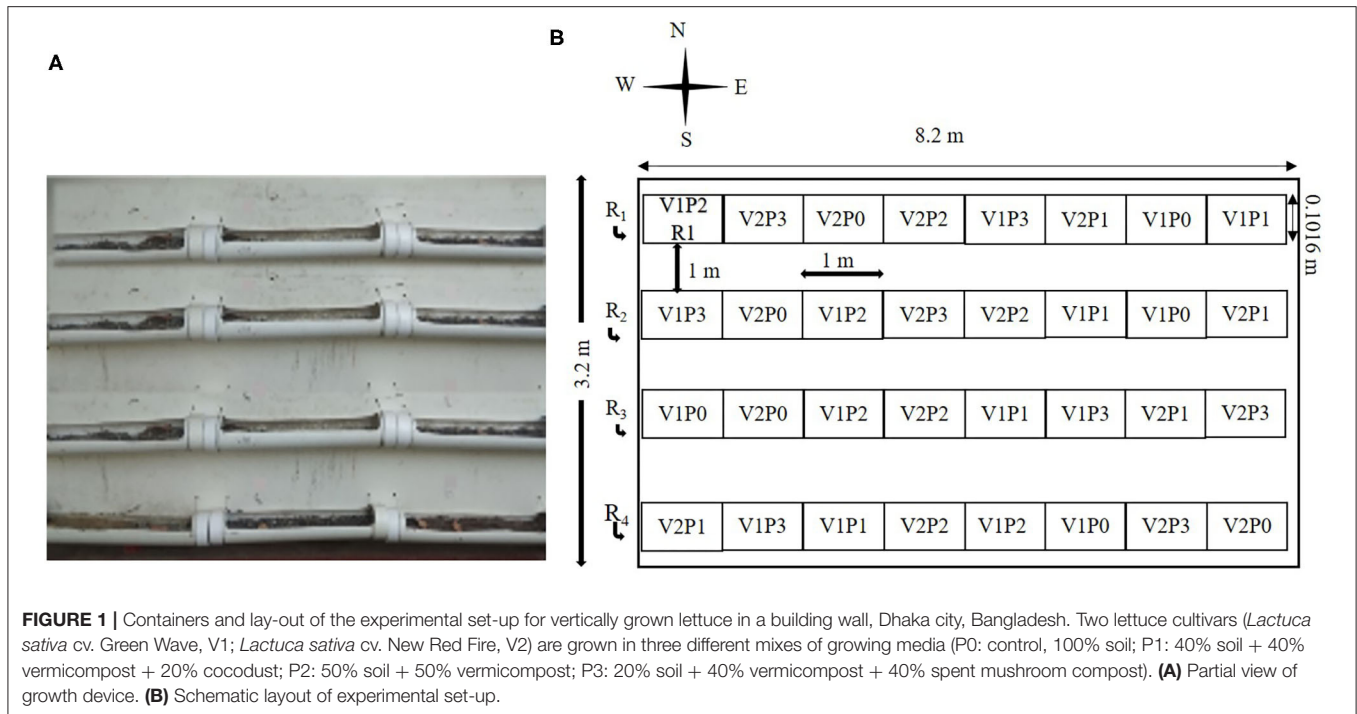 A
B
N
W
E
S
8.2 m
3.2 m
0.1016 m
R1
V1P2
R1
V2P3
V2P0
V2P2
V1P3
V2P1
V1P0
V1P1
1 m
1 m
R2
V1P3
V2P0
V1P2
V2P3
V2P2
V1P1
V1P0
V2P1
R3
V1P0
V2P0
V1P2
V2P2
V1P1
V1P3
V2P1
V2P3
R4
V2P1
V1P3
V1P1
V2P2
V1P2
V1P0
V2P3
V2P0
FIGURE 1 | Containers and lay-out of the experimental set-up for vertically grown lettuce in a building wall, Dhaka city, Bangladesh. Two lettuce cultivars (Lactuca
sativa cv. Green Wave, V1; Lactuca sativa cv. New Red Fire, V2) are grown in three different mixes of growing media (P0: control, 100% soil; P1: 40% soil + 40%
vermicompost + 20% cocodust; P2: 50% soil + 50% vermicompost; P3: 20% soil + 40% vermicompost + 40% spent mushroom compost). (A) Partial view of
growth device. (B) Schematic layout of experimental set-up.